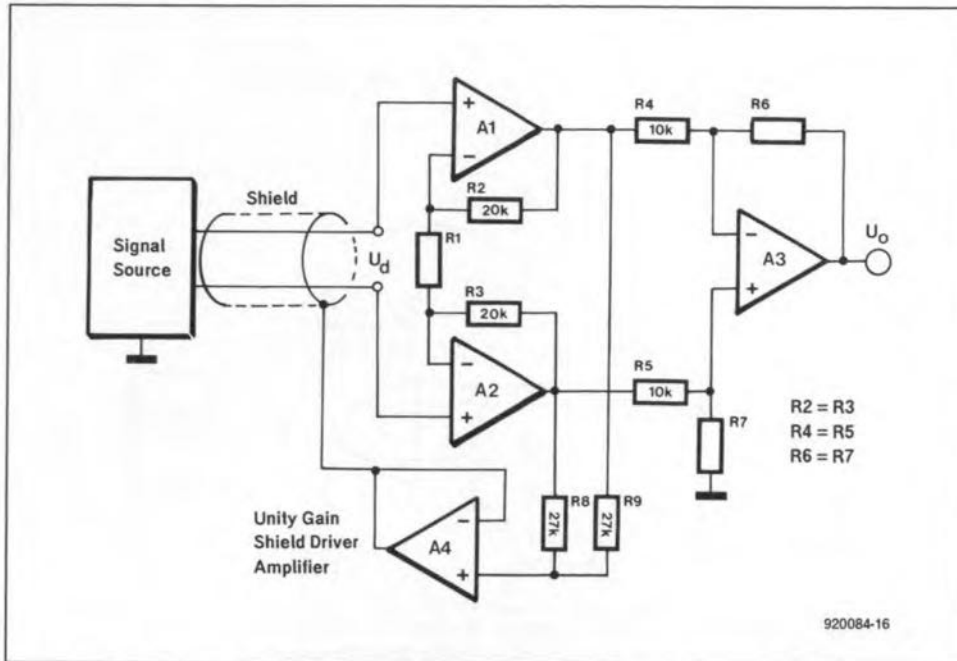 Signal
Source
Shield
U_d
+
A1
−
R2
20k
R1
R3
20k
−
A2
+
R4
10k
R6
−
A3
+
U_o
R5
10k
R7
R2 = R3
R4 = R5
R6 = R7
R8
27k
R9
27k
Unity Gain
Shield Driver
Amplifier
−
A4
+
920084-16